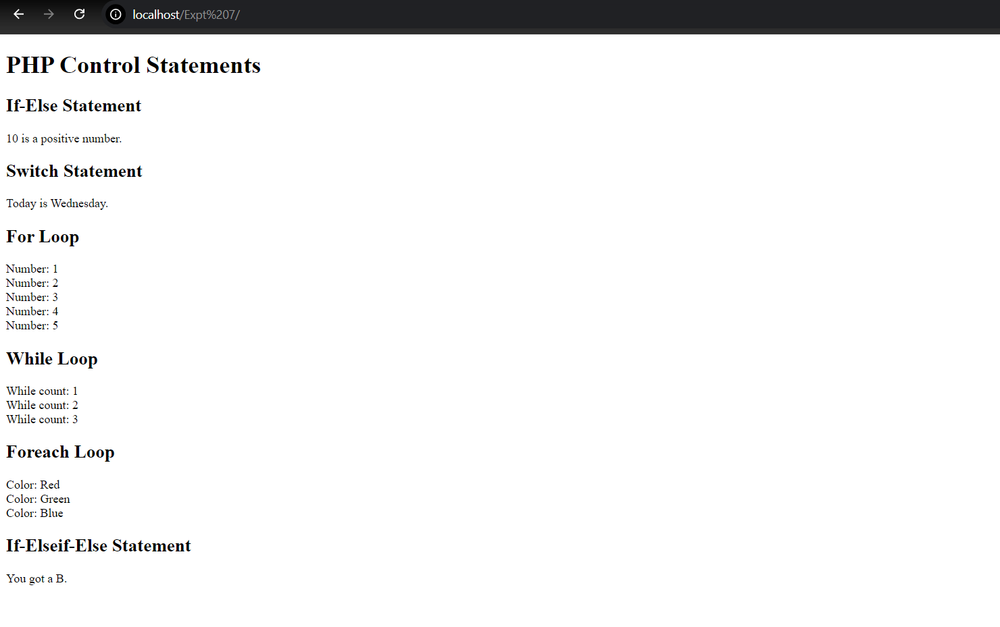 localhost/Expt%207/
PHP Control Statements
If-Else Statement
10 is a positive number.
Switch Statement
Today is Wednesday.
For Loop
Number: 1
Number: 2
Number: 3
Number: 4
Number: 5
While Loop
While count: 1
While count: 2
While count: 3
Foreach Loop
Color: Red
Color: Green
Color: Blue
If-Elseif-Else Statement
You got a B.